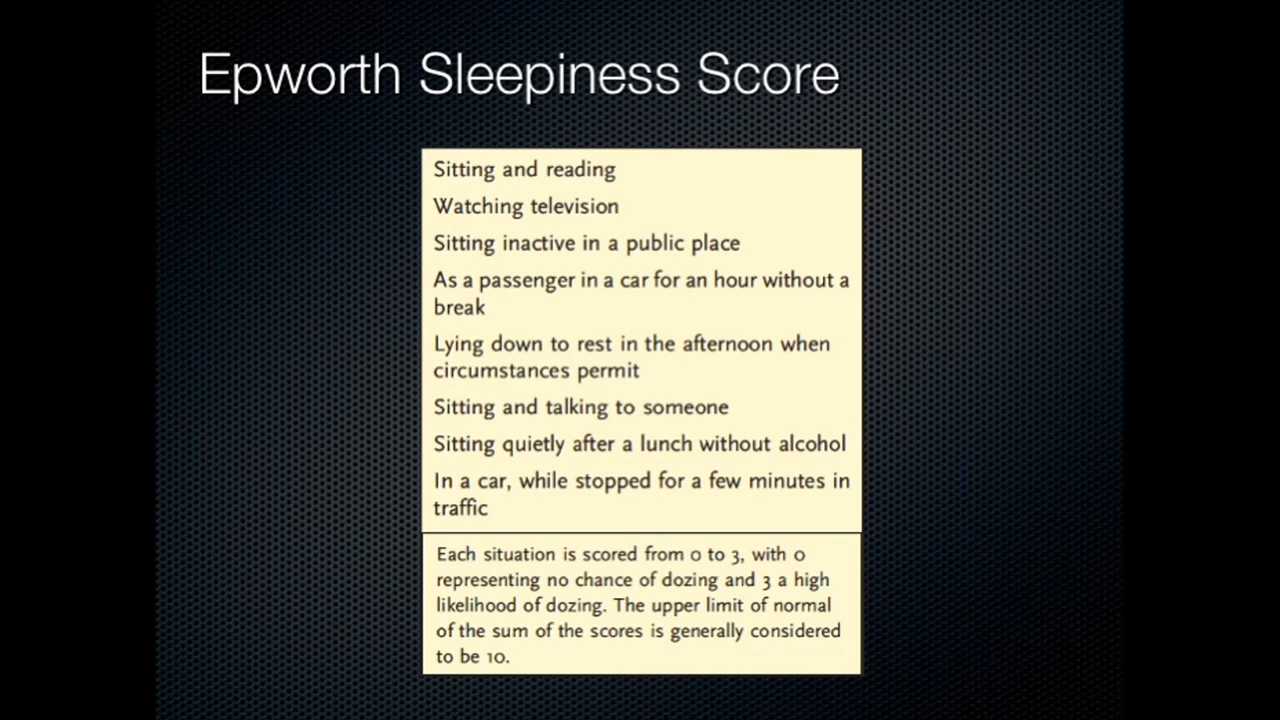 Epworth Sleepiness Score
Sitting and reading
Watching television
Sitting inactive in a public place
As a passenger in a car for an hour without a
break
Lying down to rest in the afternoon when
circumstances permit
Sitting and talking to someone
Sitting quietly after a lunch without alcohol
In a car, while stopped for a few minutes in
traffic
Each situation is scored from 0 to 3, with 0
representing no chance of dozing and 3 a high
likelihood of dozing. The upper limit of normal
of the sum of the scores is generally considered
to be 10.